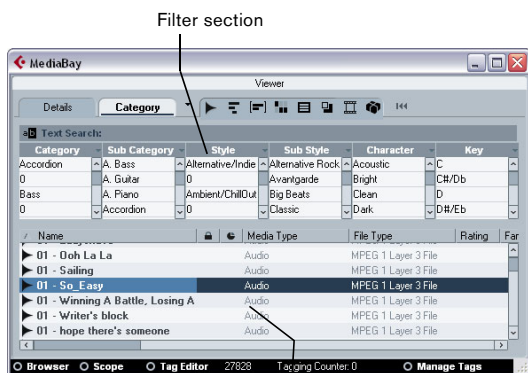 Filter section
MediaBay
Viewer
Details Category
Text Search:
Category Sub Category Style Sub Style Character Key
Accordion A. Bass Alternative/Indie Alternative Rock Acoustic C
0 A. Guitar 0 Avantgarde Bright C#/Db
Bass A. Piano Ambient/ChillOut Big Beats Clean D
0 Accordion 0 Classic Dark D#/Eb
Name Media Type File Type Rating Far
01 - Ooh La La Audio MPEG 1 Layer 3 File
01 - Sailing Audio MPEG 1 Layer 3 File
01 - So_Easy Audio MPEG 1 Layer 3 File
01 - Winning A Battle, Losing A Audio MPEG 1 Layer 3 File
01 - Writer's block Audio MPEG 1 Layer 3 File
01 - hope there's someone Audio MPEG 1 Layer 3 File
Browser Scope Tag Editor 27828 Tagging Counter: 0 Manage Tags